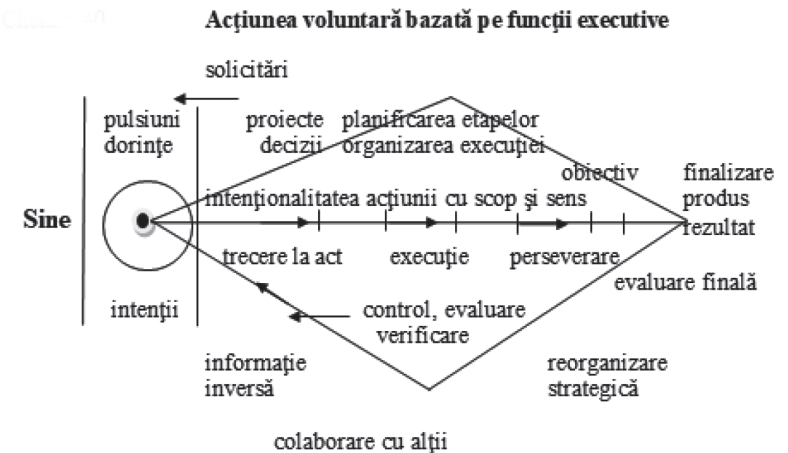 Acţiunea voluntară bazată pe funcţii executive
solicitări
pulsiuni
dorinţe
proiecte
decizii
planificarea etapelor
organizarea execuţiei
obiectiv
finalizare
produs
rezultat
intenţionalitatea acţiunii cu scop şi sens
Sine
trecere la act
execuţie
perseverare
evaluare finală
intenţii
control, evaluare
verificare
informaţie
inversă
reorganizare
strategică
colaborare cu alţii